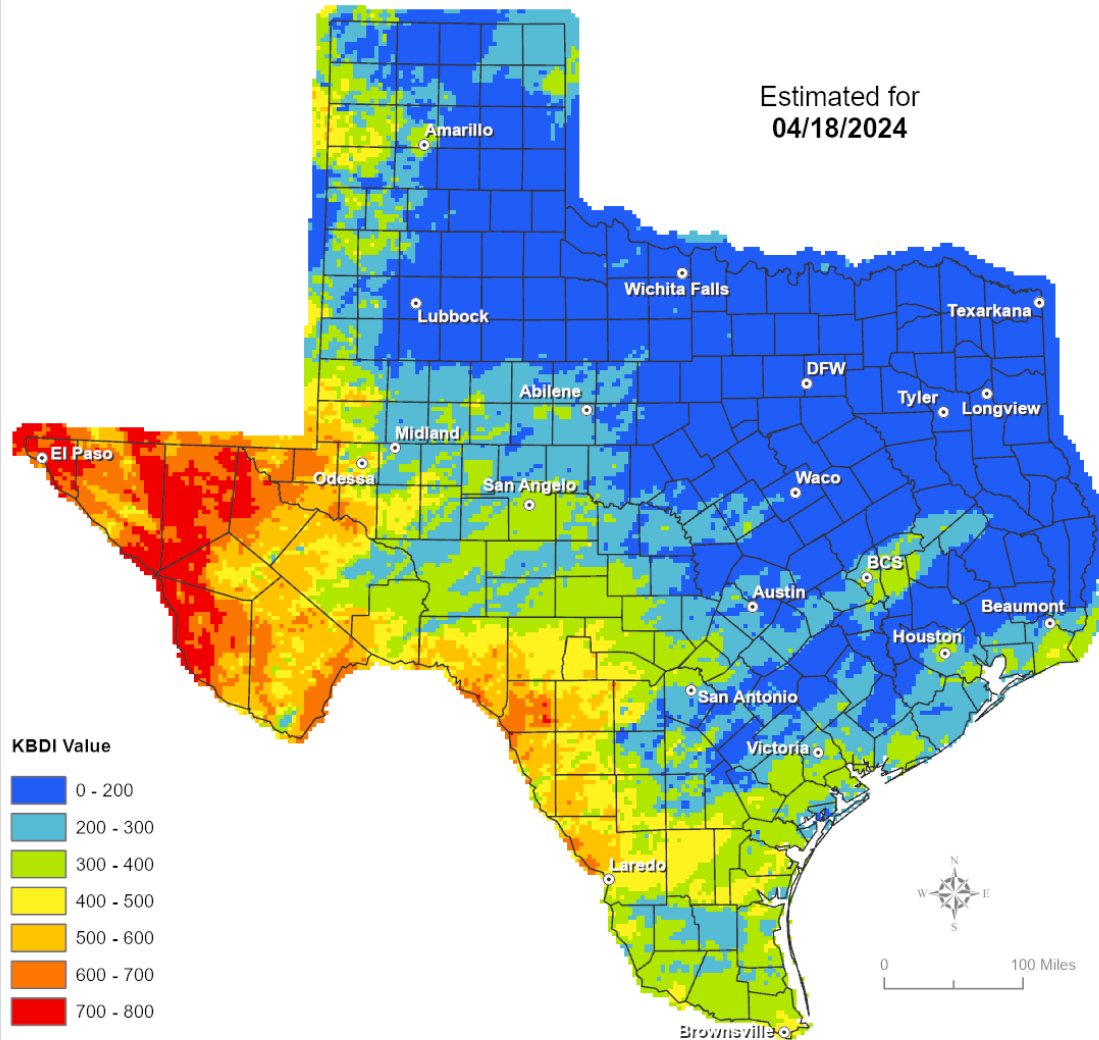 Estimated for
04/18/2024
Amarillo
Wichita Falls
Lubbock
Texarkana
DFW
Abilene
Tyler
Longview
Midland
El Paso
Odessa
San Angelo
Waco
BCS
Austin
Beaumont
Houston
San Antonio
Victoria
KBDI Value
0 - 200
200 - 300
300 - 400
400 - 500
500 - 600
600 - 700
700 - 800
Laredo
N
W E
S
0 100 Miles
Brownsville